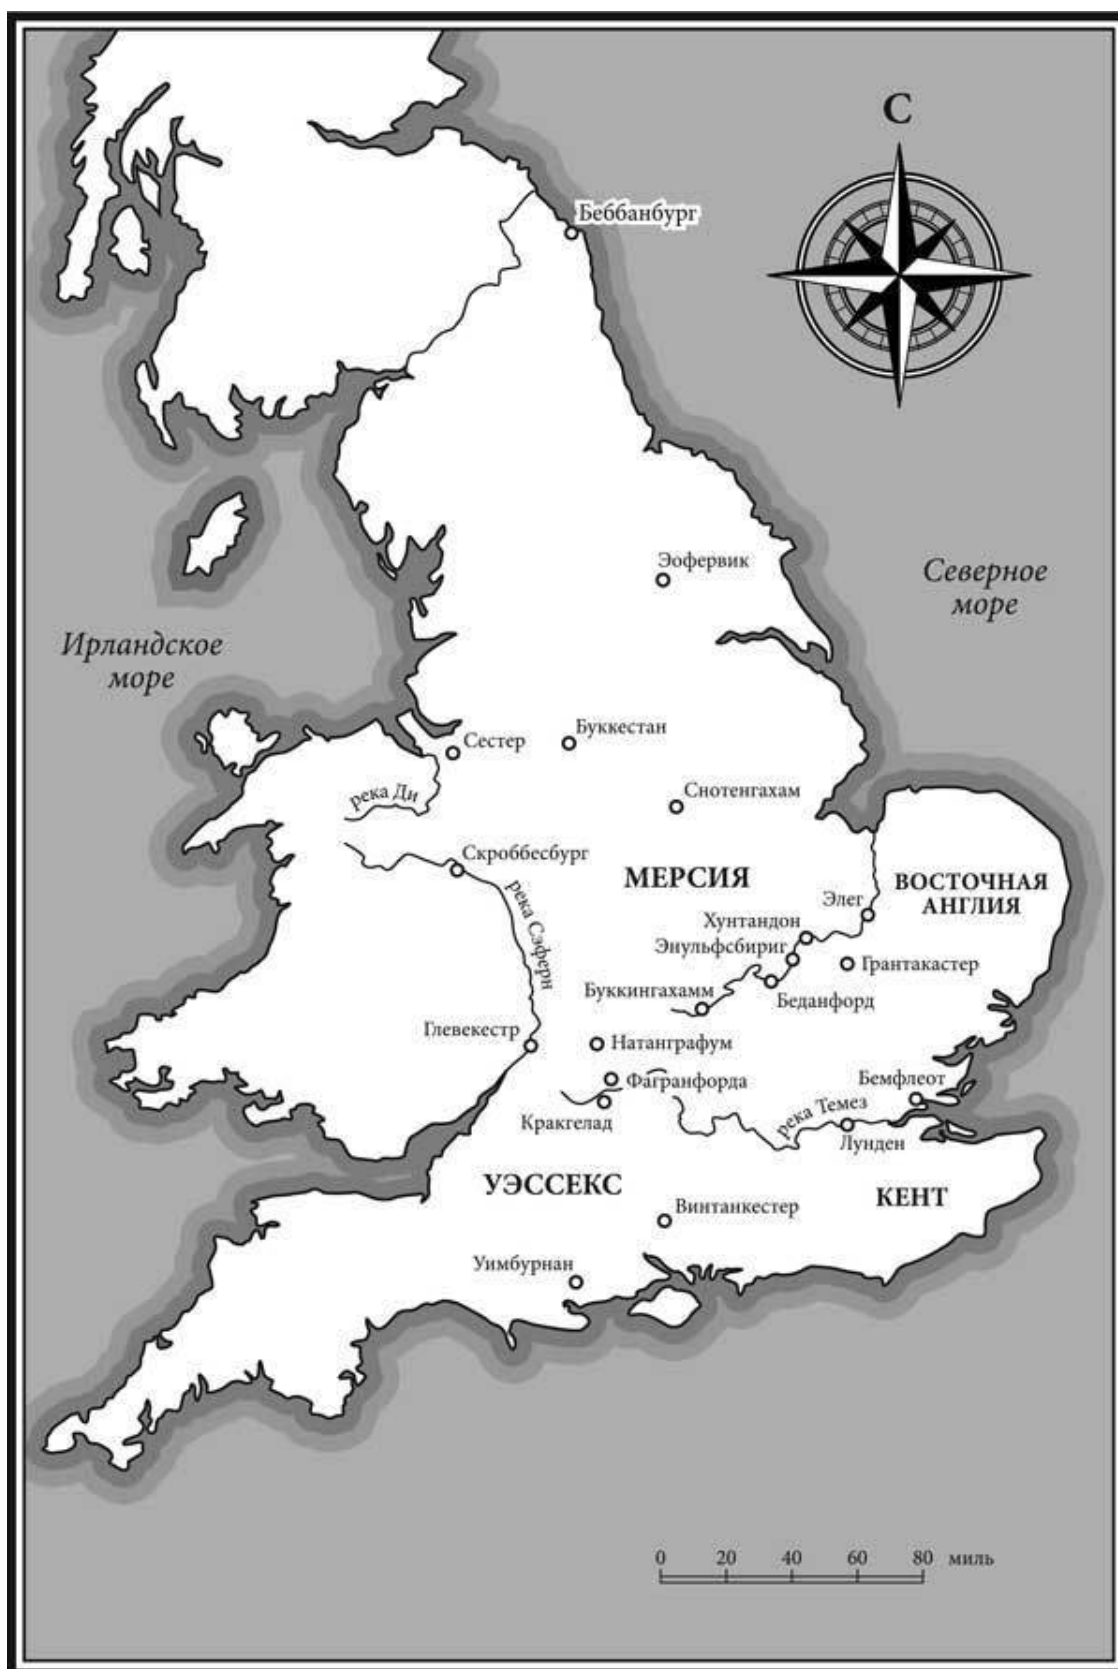 С
Беббанбург
Эофервик
Северное
море
Ирландское
море
Буккестан
Сестер
река Ди
Снотенгахам
Скроббесбург
МЕРСИЯ
ВОСТОЧНАЯ
АНГЛИЯ
река Сэферн
Элег
Хунтандон
Энульфсбириг
Грантакастер
Буккингахамм
Беданфорд
Глевекестр
Натанграфум
Фагранфорда
Бемфлеот
Кракгелад
река Темез
Лунден
УЭССЕКС
КЕНТ
Винтанкестер
Уимбурнан
0 20 40 60 80 миль